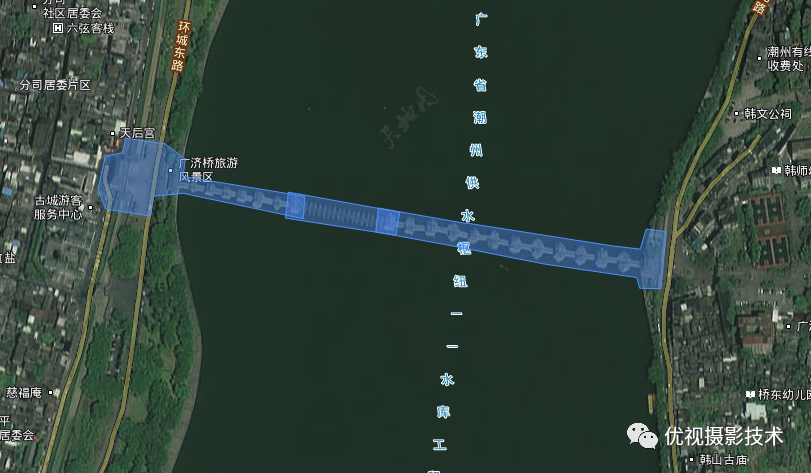 社区居委会
六弦客栈
环城东路
分司居委片区
天后宫
广济桥旅游
风景区
古城游客
服务中心
慈福庵
居委会
广东省潮州供水枢纽一一水库工
路
潮州有线
收费处
韩文公祠
韩师
桥东幼儿园
韩山古庙
优视摄影技术